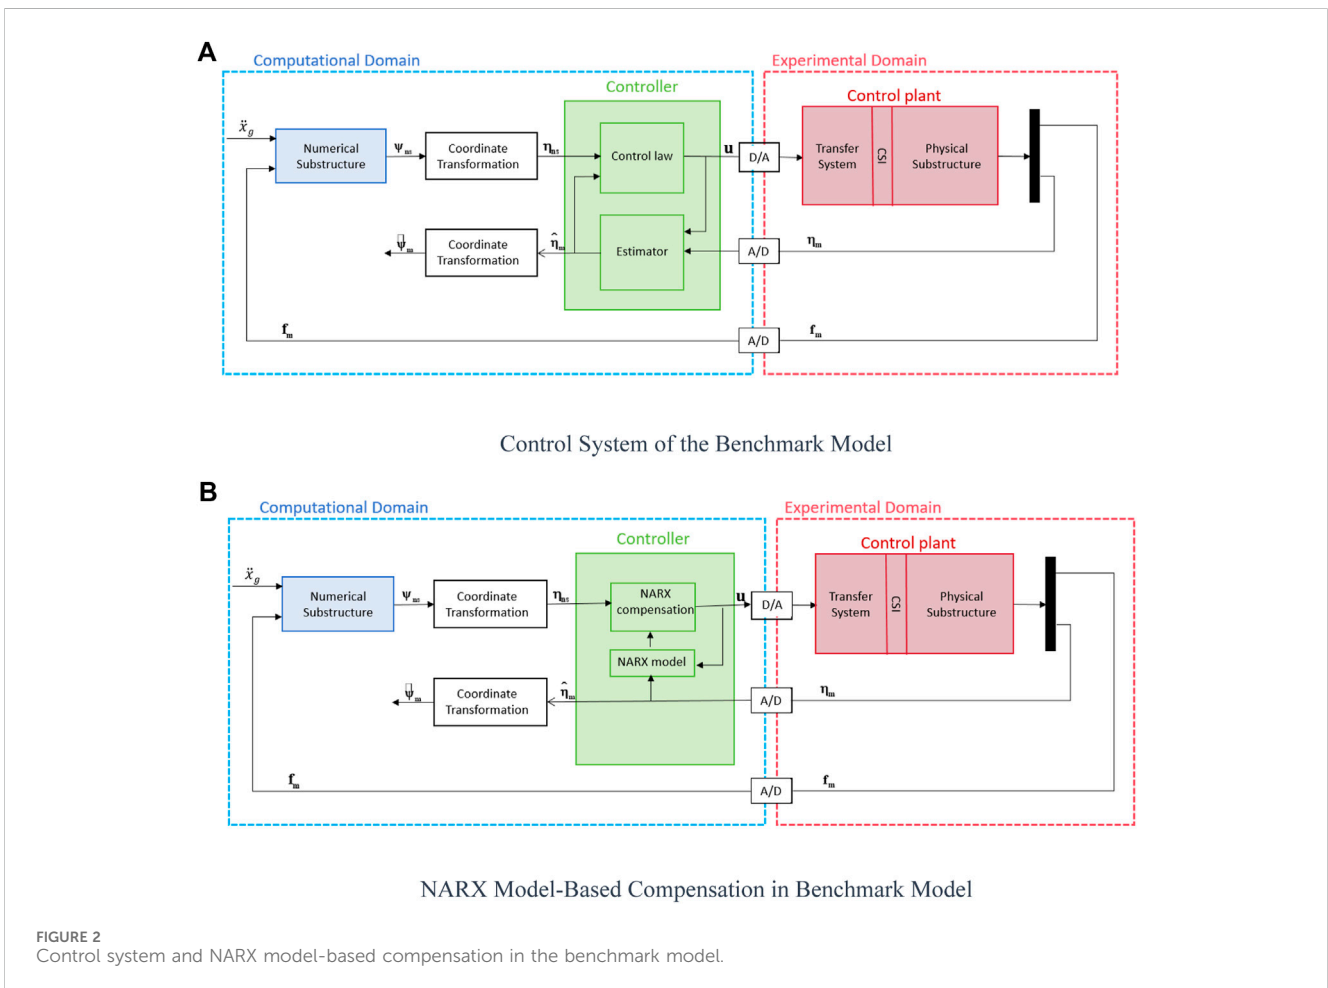 A
Computational Domain
Experimental Domain
Controller
Control plant
ẍg
Numerical
Substructure
ψns
Coordinate
Transformation
ηns
Control law
u
D/A
Transfer
System
CSI
Physical
Substructure
ψm
Coordinate
Transformation
η̂m
Estimator
A/D
ηm
fm
A/D
fm
Control System of the Benchmark Model
B
Computational Domain
Experimental Domain
Controller
Control plant
ẍg
Numerical
Substructure
ψns
Coordinate
Transformation
ηns
NARX
compensation
u
D/A
Transfer
System
CSI
Physical
Substructure
NARX model
ψm
Coordinate
Transformation
η̂m
A/D
ηm
fm
A/D
fm
NARX Model-Based Compensation in Benchmark Model
FIGURE 2
Control system and NARX model-based compensation in the benchmark model.